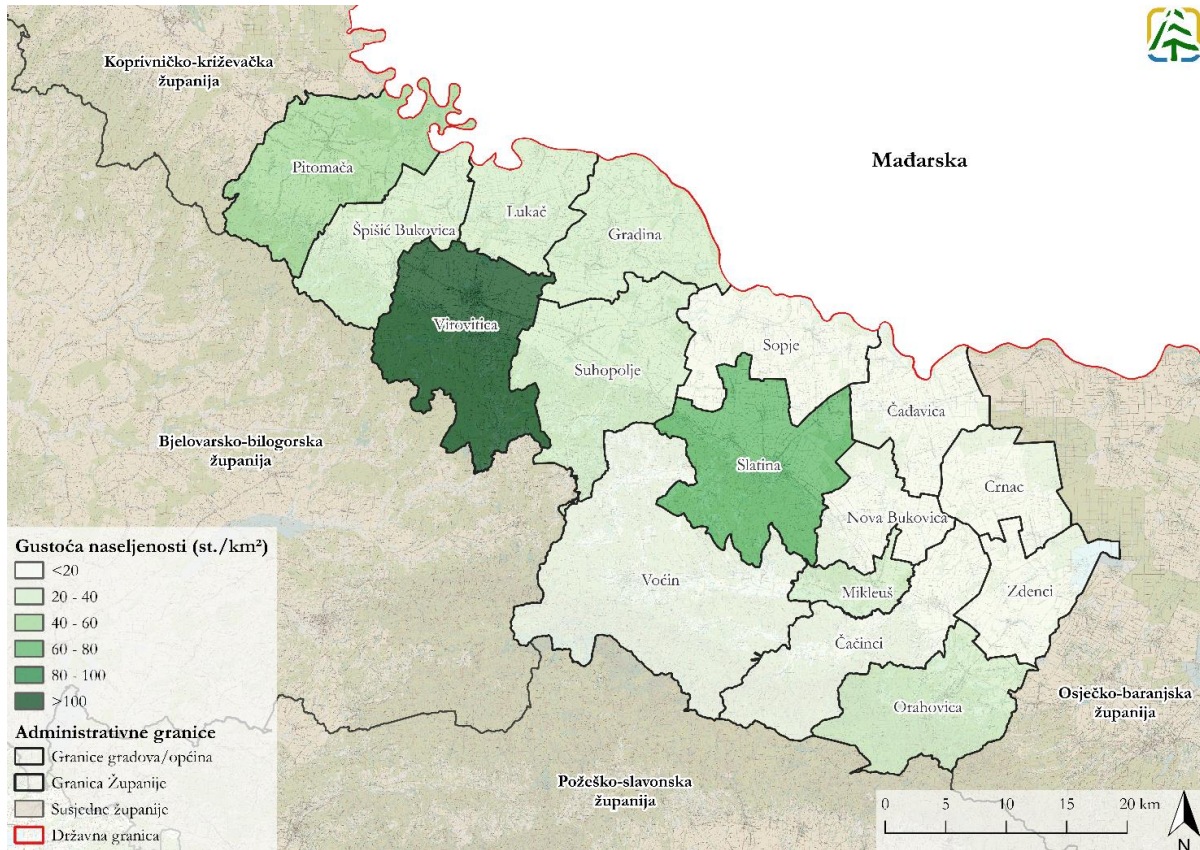 Koprivničko-križevačka
županija
Mađarska
Pitomača
Lukač
Špišić Bukovica
Gradina
Virovitica
Sopje
Suhopolje
Čađavica
Bjelovarsko-bilogorska
županija
Slatina
Crnac
Nova Bukovica
Voćin
Mikleuš
Zdenci
Čačinci
Orahovica
Osječko-baranjska
županija
Požeško-slavonska
županija
Gustoća naseljenosti (st./km²)
<20
20 - 40
40 - 60
60 - 80
80 - 100
>100
Administrativne granice
Granice gradova/općina
Granica Županije
Susjedne županije
Državna granica
0 5 10 15 20 km
N